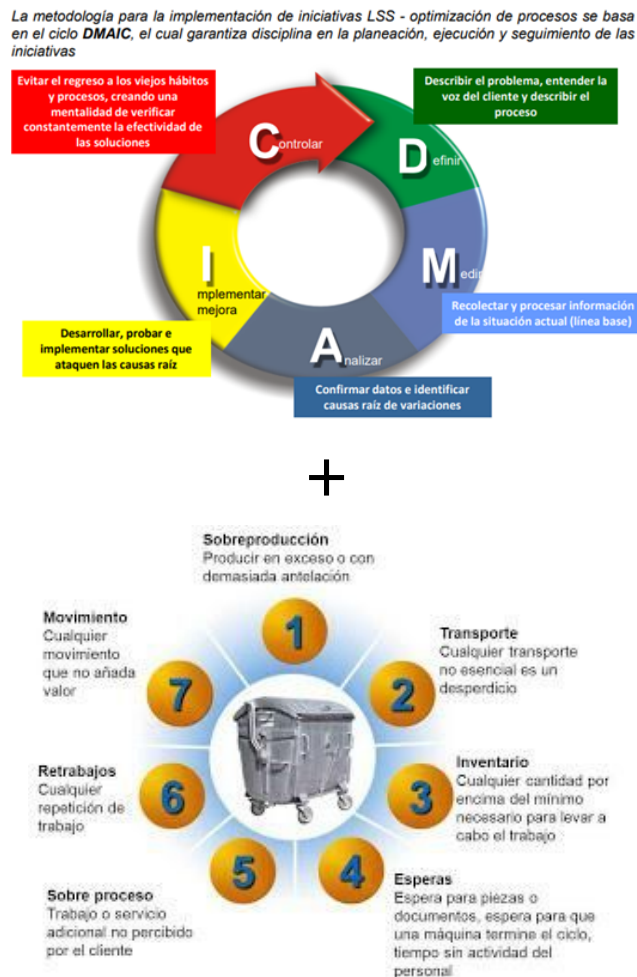 La metodología para la implementación de iniciativas LSS - optimización de procesos se basa
en el ciclo DMAIC, el cual garantiza disciplina en la planeación, ejecución y seguimiento de las
iniciativas
Evitar el regreso a los viejos hábitos
y procesos, creando una
mentalidad de verificar
constantemente la efectividad de
las soluciones
Describir el problema, entender la
voz del cliente y describir el
proceso
Controlar
Definir
Medir
Recolectar y procesar información
de la situación actual (línea base)
Implementar
mejora
Desarrollar, probar e
implementar soluciones que
ataquen las causas raíz
Analizar
Confirmar datos e identificar
causas raíz de variaciones
+
Sobreproducción
Producir en exceso o con
demasiada antelación
1
Movimiento
Cualquier
movimiento
que no añada
valor
7
Transporte
Cualquier transporte
no esencial es un
desperdicio
2
Retrabajos
Cualquier
repetición de
trabajo
6
Inventario
Cualquier cantidad por
encima del mínimo
necesario para levar a
cabo el trabajo
3
Sobre proceso
Trabajo o servicio
adicional no percibido
por el cliente
5
4
Esperas
Espera para piezas o
documentos, espera para que
una máquina termine el ciclo,
tiempo sin actividad del
personal